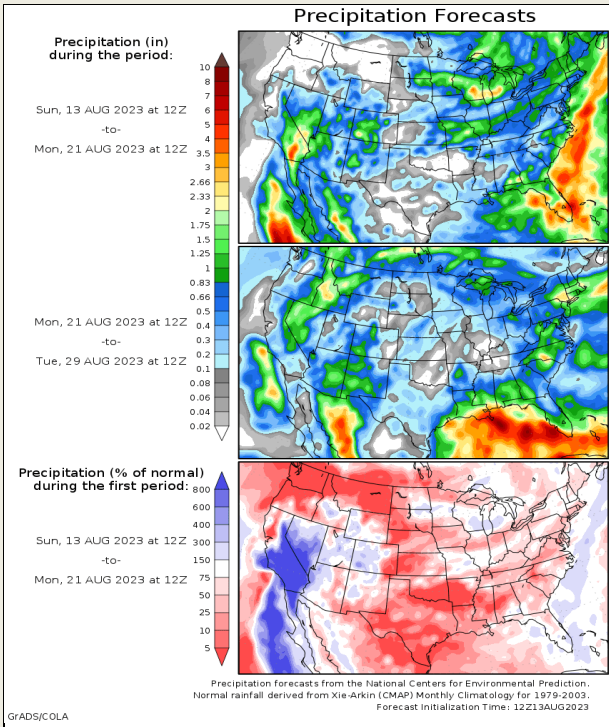 Precipitation Forecasts
Precipitation (in)
during the period:
Sun, 13 AUG 2023 at 12Z
-to-
Mon, 21 AUG 2023 at 12Z
10
8
7
6
5
4
3.5
3
2.66
2.33
2
1.75
1.5
1.25
1
0.83
0.66
0.5
0.4
0.3
0.2
0.1
0.08
0.06
0.04
0.02
Mon, 21 AUG 2023 at 12Z
-to-
Tue, 29 AUG 2023 at 12Z
Precipitation (% of normal)
during the first period:
Sun, 13 AUG 2023 at 12Z
-to-
Mon, 21 AUG 2023 at 12Z
800
600
400
300
150
75
50
25
10
5
Precipitation forecasts from the National Centers for Environmental Prediction.
Normal rainfall derived from Xie-Arkin (CMAP) Monthly Climatology for 1979-2003.
Forecast Initialization Time: 12Z13AUG2023
GrADS/COLA